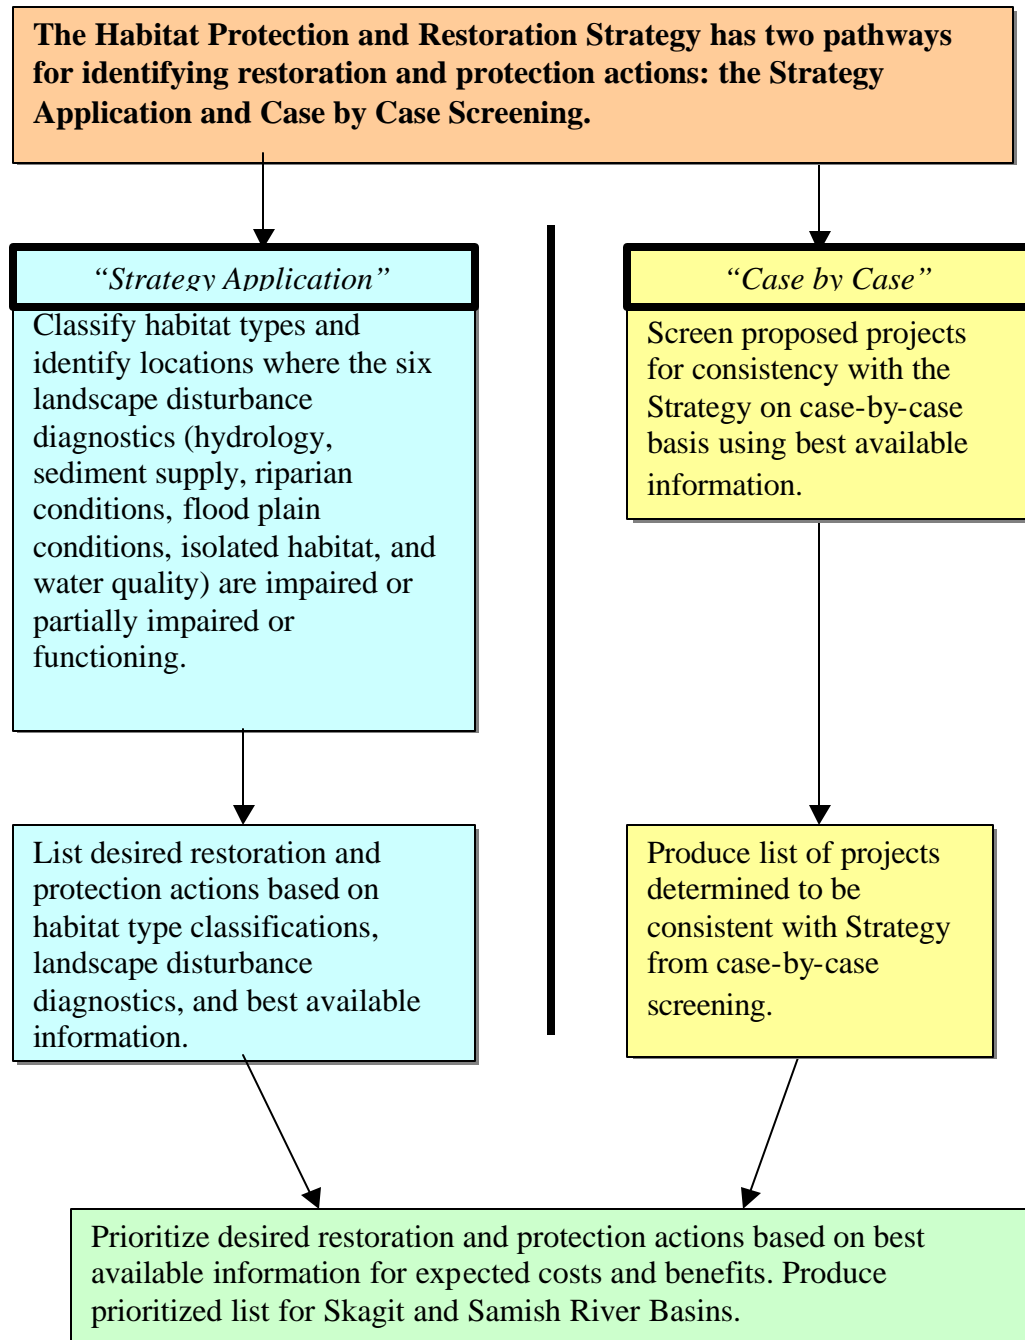 The Habitat Protection and Restoration Strategy has two pathways
for identifying restoration and protection actions: the Strategy
Application and Case by Case Screening.
“Strategy Application”
Classify habitat types and
identify locations where the six
landscape disturbance
diagnostics (hydrology,
sediment supply, riparian
conditions, flood plain
conditions, isolated habitat, and
water quality) are impaired or
partially impaired or
functioning.
List desired restoration and
protection actions based on
habitat type classifications,
landscape disturbance
diagnostics, and best available
information.
“Case by Case”
Screen proposed projects
for consistency with the
Strategy on case-by-case
basis using best available
information.
Produce list of projects
determined to be
consistent with Strategy
from case-by-case
screening.
Prioritize desired restoration and protection actions based on best
available information for expected costs and benefits. Produce
prioritized list for Skagit and Samish River Basins.